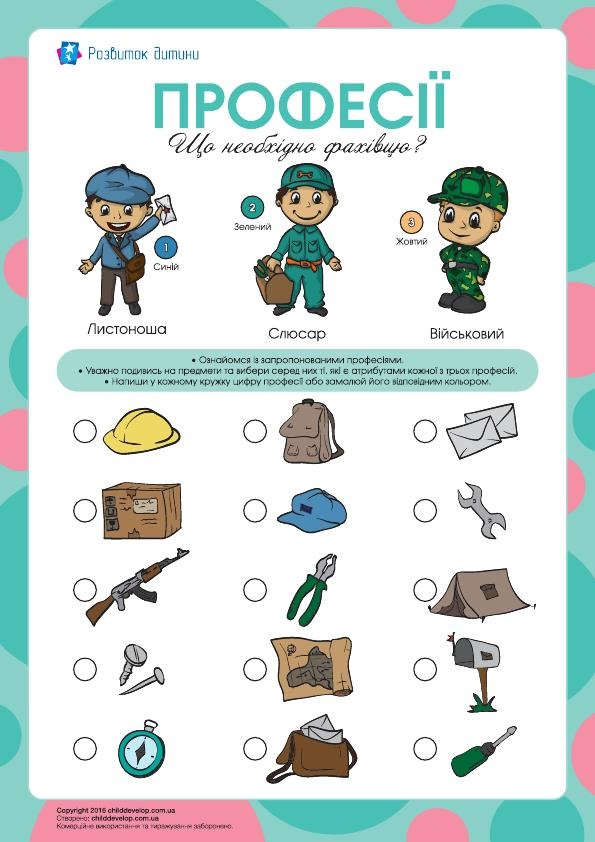 Розвиток дитини
ПРОФЕСІЇ
Що необхідно фахівцю?
1
Синій
2
Зелений
3
Жовтий
Листоноша
Слюсар
Військовий
• Ознайомся із запропонованими професіями.
• Уважно подивись на предмети та вибери серед них ті, які є атрибутами кожної з трьох професій.
• Напиши у кожному кружку цифру професії або замалюй його відповідним кольором.
Copyright 2016 childdevelop.com.ua
Створено: childdevelop.com.ua
Комерційне використання та тиражування заборонено.